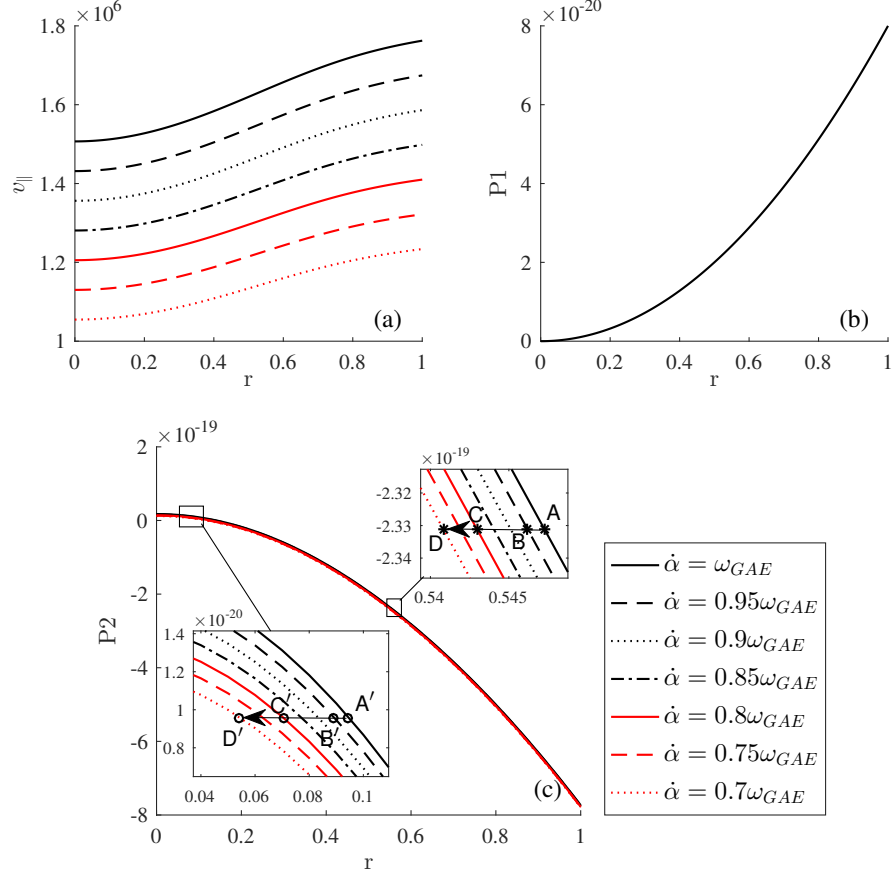 ×10⁶
1.8
1.6
1.4
1.2
1
v∥
0 0.2 0.4 0.6 0.8 1
r
(a)
×10⁻²⁰
8
6
4
2
0
P1
0 0.2 0.4 0.6 0.8 1
r
(b)
×10⁻¹⁹
2
0
-2
-4
-6
-8
P2
0 0.2 0.4 0.6 0.8 1
r
(c)
×10⁻¹⁹
-2.32
-2.33
-2.34
0.54 0.545
D C B A
×10⁻²⁰
1.4
1.2
1
0.8
0.04 0.06 0.08 0.1
D′ C′ B′ A′
α̇ = ω_GAE
α̇ = 0.95ω_GAE
α̇ = 0.9ω_GAE
α̇ = 0.85ω_GAE
α̇ = 0.8ω_GAE
α̇ = 0.75ω_GAE
α̇ = 0.7ω_GAE